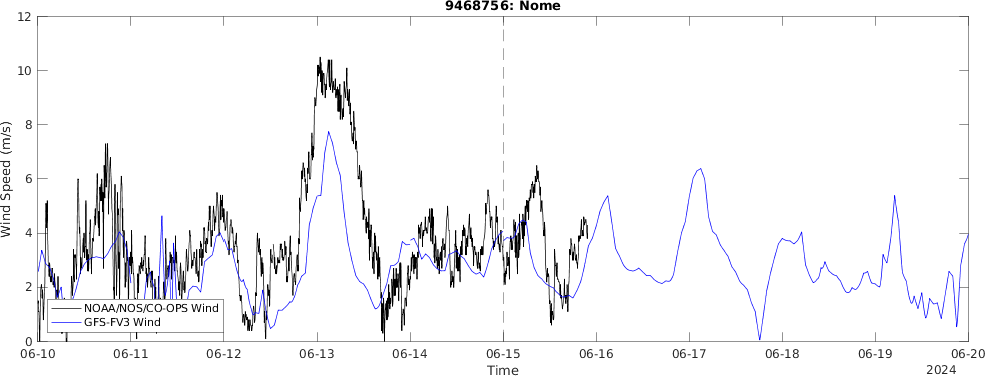 9468756: Nome
12
10
8
6
4
2
0
Wind Speed (m/s)
NOAA/NOS/CO-OPS Wind
GFS-FV3 Wind
06-10 06-11 06-12 06-13 06-14 06-15 06-16 06-17 06-18 06-19 06-20
Time
2024